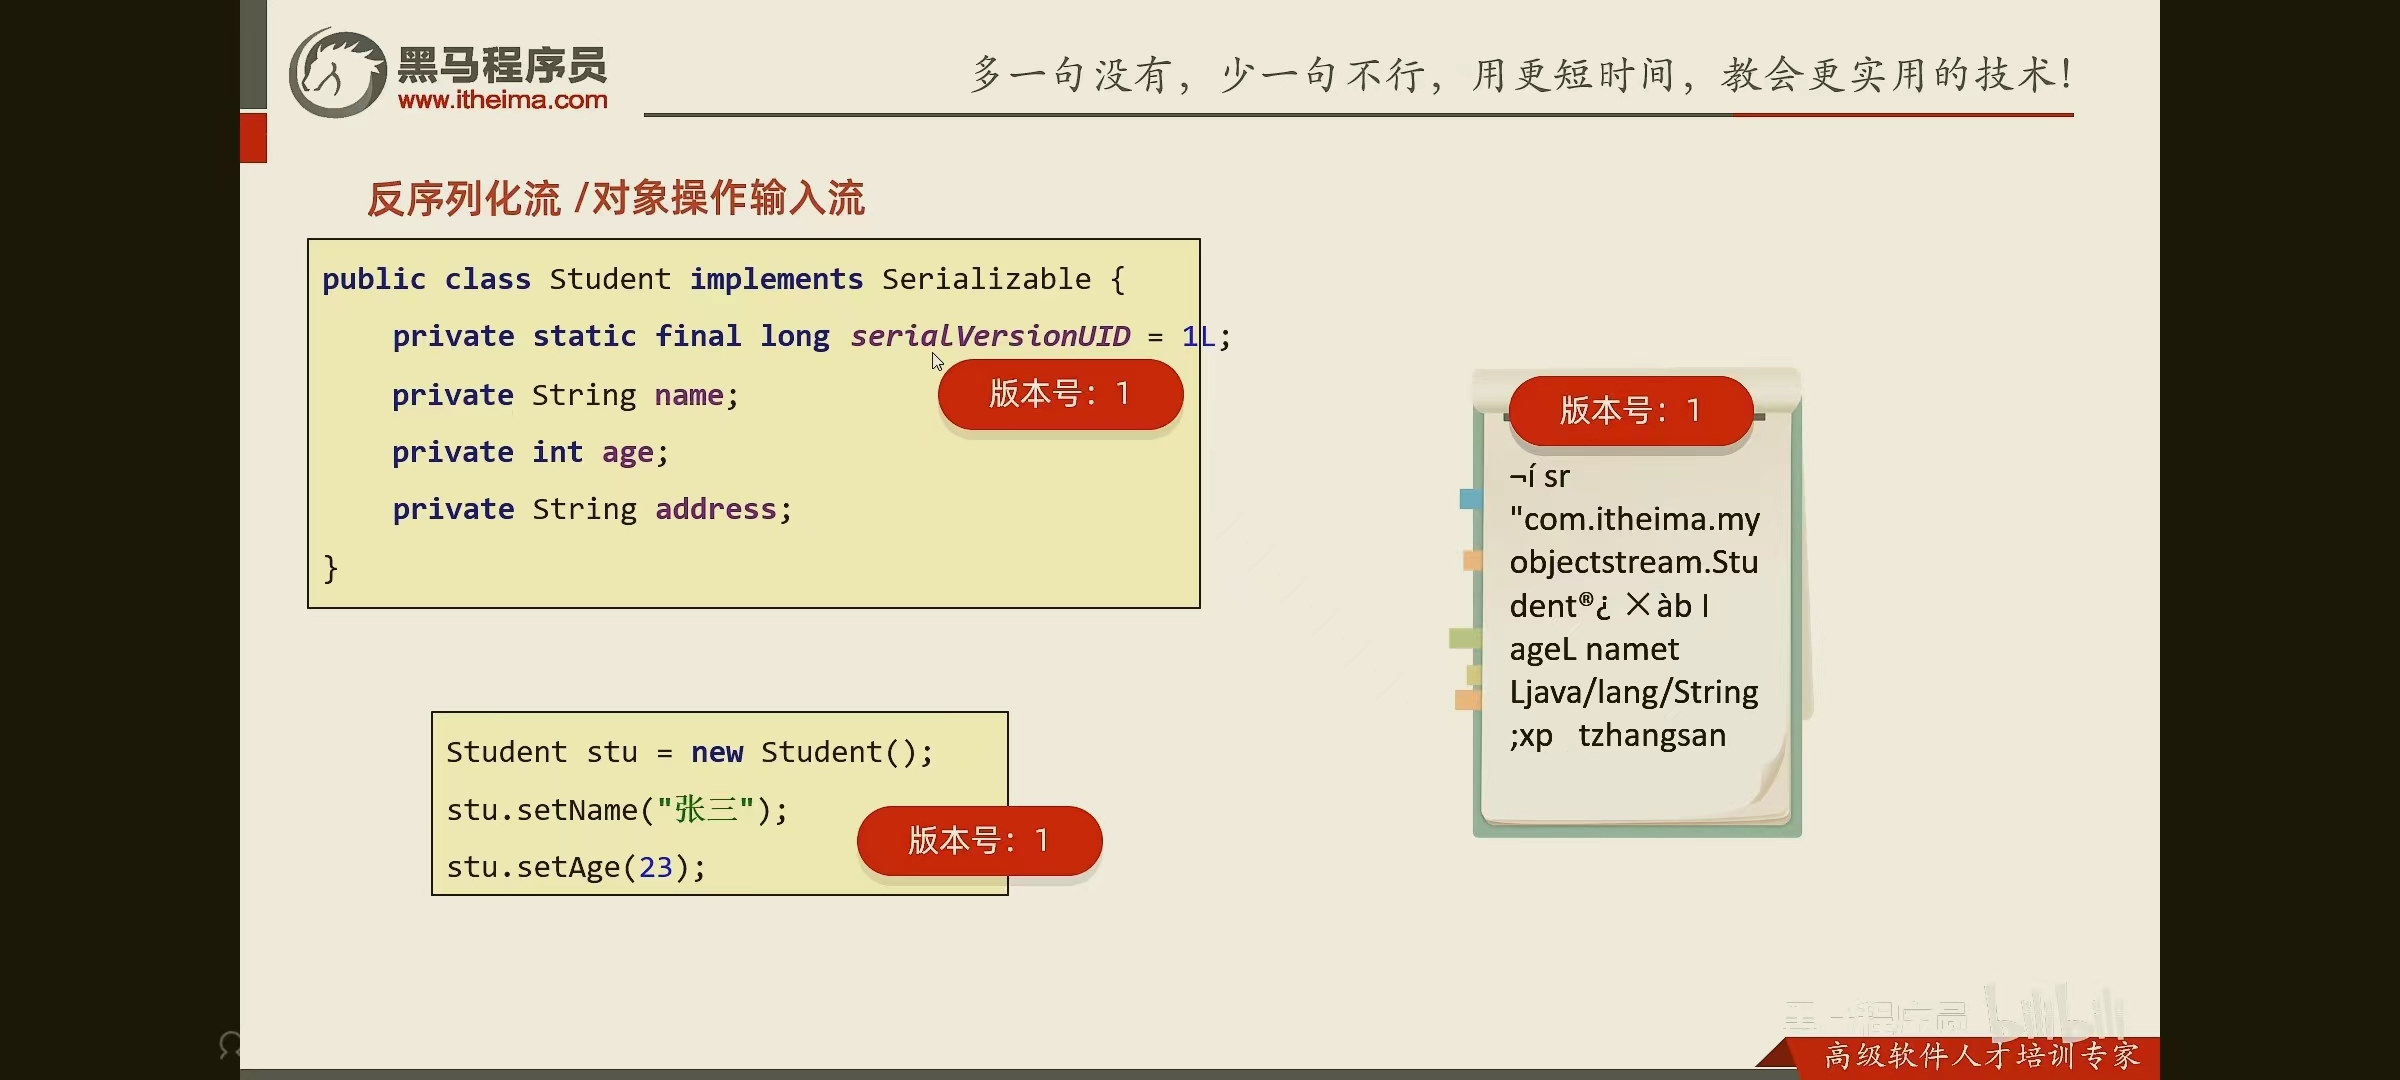 黑马程序员
www.itheima.com
多一句没有，少一句不行，用更短时间，教会更实用的技术！
反序列化流 /对象操作输入流
public class Student implements Serializable {
private static final long serialVersionUID = 1L;
版本号：1
private String name;
private int age;
private String address;
}
版本号：1
¬í sr
"com.itheima.my
objectstream.Stu
dent®¿ ×àb I
ageL namet
Ljava/lang/String
;xp tzhangsan
Student stu = new Student();
stu.setName("张三");
版本号：1
stu.setAge(23);
黑马程序员 bilibili
高级软件人才培训专家